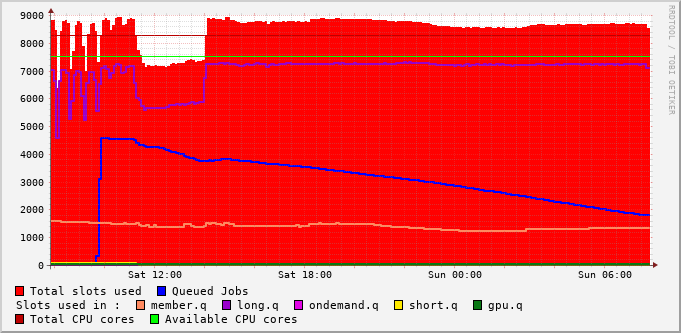 9000
8000
7000
6000
5000
4000
3000
2000
1000
0
Sat 12:00 Sat 18:00 Sun 00:00 Sun 06:00
Total slots used Queued Jobs
Slots used in : member.q long.q ondemand.q short.q gpu.q
Total CPU cores Available CPU cores
RRDTOOL / TOBI OETIKER